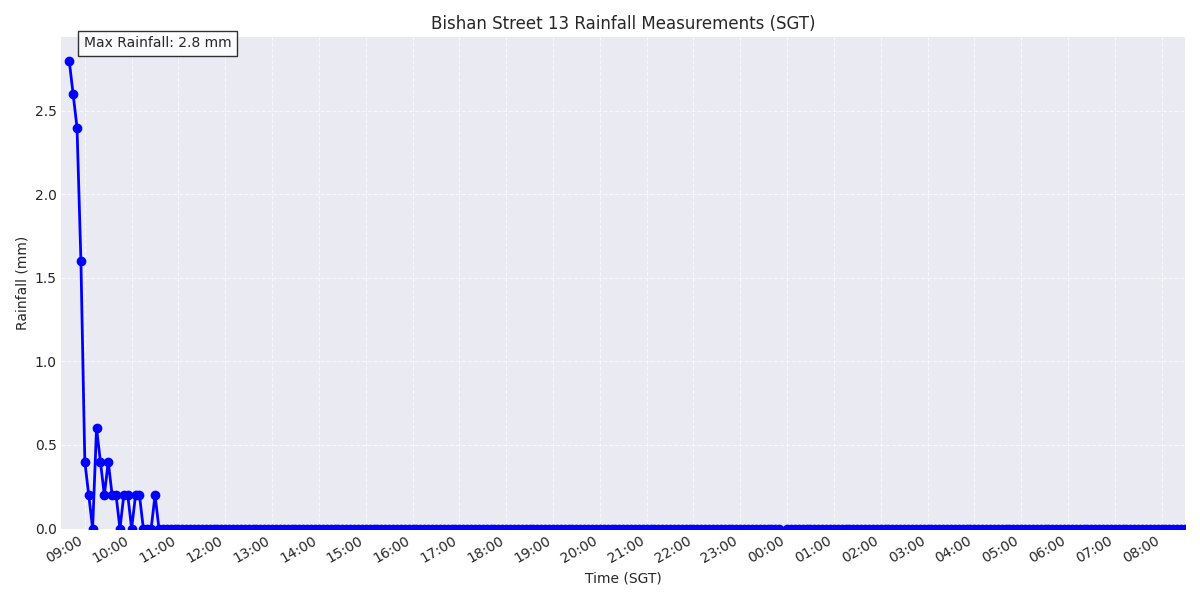 Bishan Street 13 Rainfall Measurements (SGT)
Max Rainfall: 2.8 mm
Rainfall (mm)
2.5
2.0
1.5
1.0
0.5
0.0
09:00 10:00 11:00 12:00 13:00 14:00 15:00 16:00 17:00 18:00 19:00 20:00 21:00 22:00 23:00 00:00 01:00 02:00 03:00 04:00 05:00 06:00 07:00 08:00
Time (SGT)